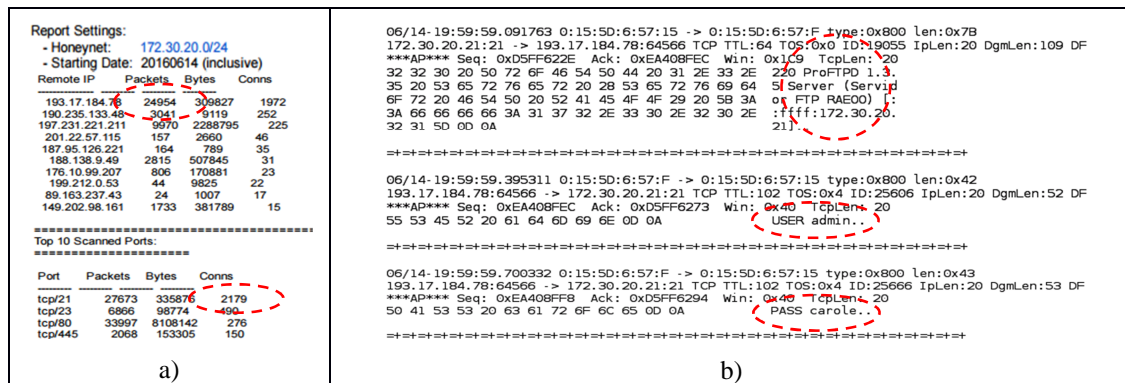 Report Settings:
- Honeynet: 172.30.20.0/24
- Starting Date: 20160614 (inclusive)
Remote IP Packets Bytes Conns
--------------- --------- --------- ---------
193.17.184.78 24954 309827 1972
190.235.133.48 3041 9119 252
197.231.221.211 9970 2288795 225
201.22.57.115 157 2660 46
187.95.126.221 164 789 35
188.138.9.49 2815 507845 31
176.10.99.207 806 170881 23
199.212.0.53 44 9825 22
89.163.237.43 24 1007 17
149.202.98.161 1733 381789 15
========================================
Top 10 Scanned Ports:
=====================
Port Packets Bytes Conns
--------- --------- --------- ---------
tcp/21 27673 335876 2179
tcp/23 6866 98774 490
tcp/80 33997 8108142 276
tcp/445 2068 153305 150
a)
06/14-19:59:59.091763 0:15:5D:6:57:15 -> 0:15:5D:6:57:F type:0x800 len:0x7B
172.30.20.21:21 -> 193.17.184.78:64566 TCP TTL:64 TOS:0x0 ID:19055 IpLen:20 DgmLen:109 DF
***AP*** Seq: 0xD5FF622E Ack: 0xEA408FEC Win: 0x1C9 TcpLen: 20
32 32 30 20 50 72 6F 46 54 50 44 20 31 2E 33 2E 220 ProFTPD 1.3.
35 20 53 65 72 76 65 72 20 28 53 65 72 76 69 64 5 Server (Servid
6F 72 20 46 54 50 20 52 41 45 4F 4F 29 20 5B 3A or FTP RAEOO) [:
3A 66 66 66 66 3A 31 37 32 2E 33 30 2E 32 30 2E :ffff:172.30.20.
32 31 5D 0D 0A 21]..
=+=+=+=+=+=+=+=+=+=+=+=+=+=+=+=+=+=+=+=+=+=+=+=+=+=+=+=+=+=+=+=+=+=+=+=+=+
06/14-19:59:59.395311 0:15:5D:6:57:F -> 0:15:5D:6:57:15 type:0x800 len:0x42
193.17.184.78:64566 -> 172.30.20.21:21 TCP TTL:102 TOS:0x4 ID:25606 IpLen:20 DgmLen:52 DF
***AP*** Seq: 0xEA408FEC Ack: 0xD5FF6273 Win: 0x40 TcpLen: 20
55 53 45 52 20 61 64 6D 69 6E 0D 0A USER admin..
=+=+=+=+=+=+=+=+=+=+=+=+=+=+=+=+=+=+=+=+=+=+=+=+=+=+=+=+=+=+=+=+=+=+=+=+=+
06/14-19:59:59.700332 0:15:5D:6:57:F -> 0:15:5D:6:57:15 type:0x800 len:0x43
193.17.184.78:64566 -> 172.30.20.21:21 TCP TTL:102 TOS:0x4 ID:25666 IpLen:20 DgmLen:53 DF
***AP*** Seq: 0xEA408FF8 Ack: 0xD5FF6294 Win: 0x40 TcpLen: 20
50 41 53 53 20 63 61 72 6F 6C 65 0D 0A PASS carole..
=+=+=+=+=+=+=+=+=+=+=+=+=+=+=+=+=+=+=+=+=+=+=+=+=+=+=+=+=+=+=+=+=+=+=+=+=+
b)